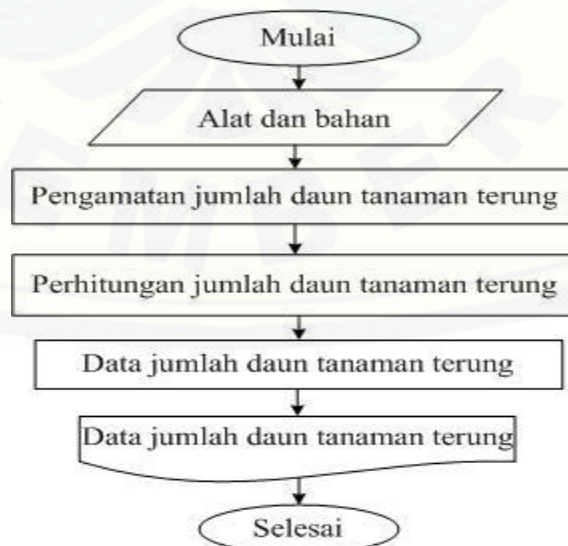 Mulai
Alat dan bahan
Pengamatan jumlah daun tanaman terung
Perhitungan jumlah daun tanaman terung
Data jumlah daun tanaman terung
Data jumlah daun tanaman terung
Selesai